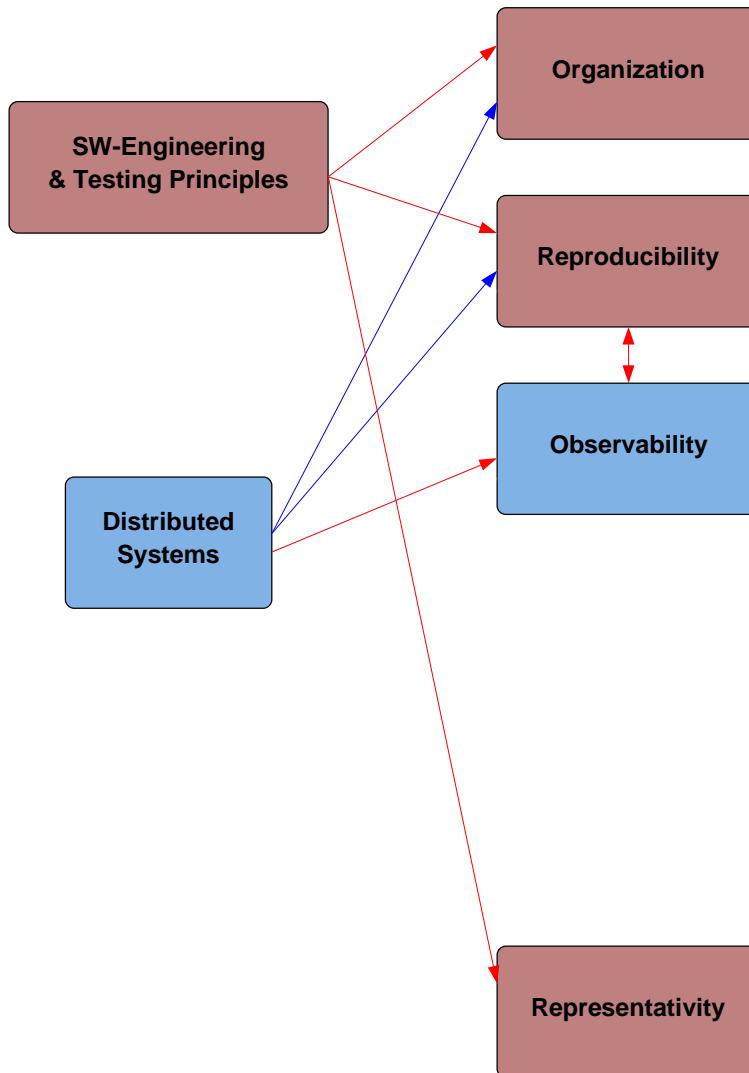 Organization
SW-Engineering
& Testing Principles
Reproducibility
Observability
Distributed
Systems
Representativity